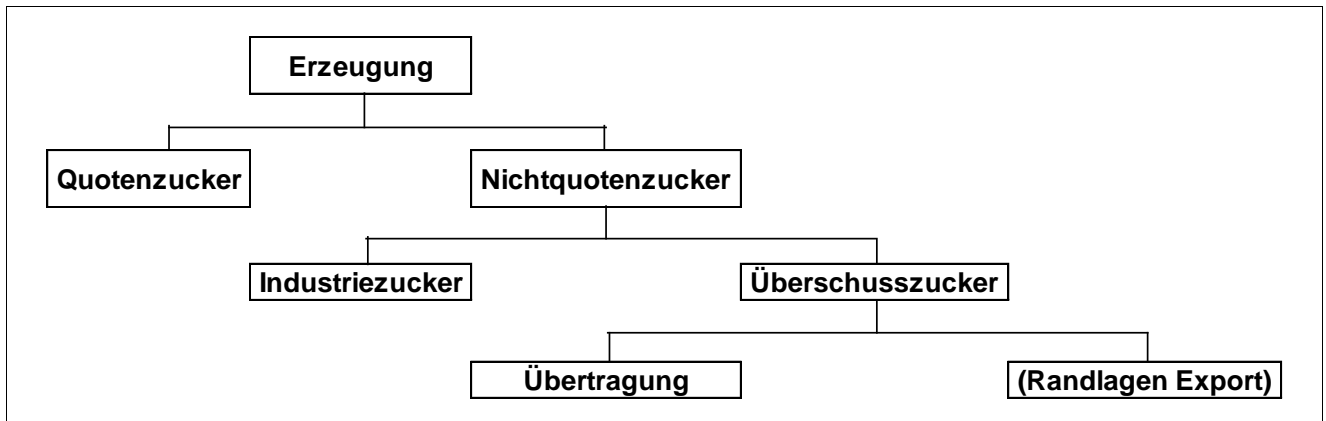 Erzeugung
Quotenzucker
Nichtquotenzucker
Industriezucker
Überschusszucker
Übertragung
(Randlagen Export)